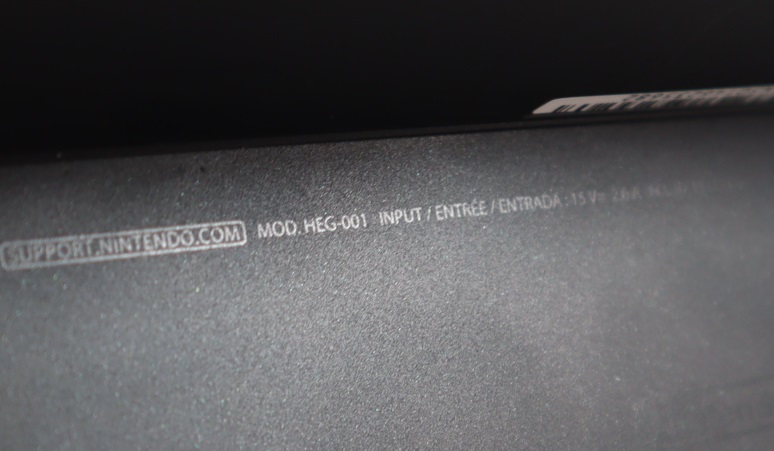 SUPPORT.NINTENDO.COM MOD. HEG-001 INPUT / ENTRÉE / ENTRADA : 15 V